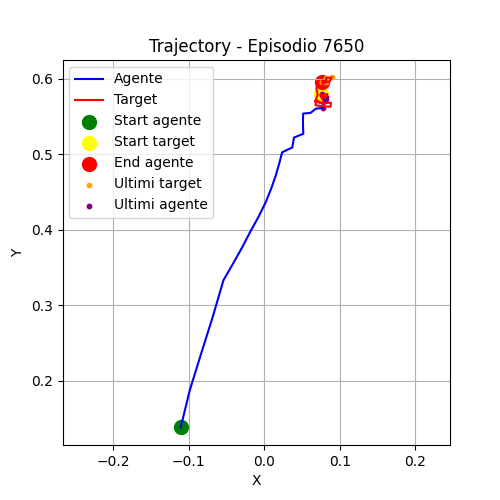 Trajectory - Episodio 7650
Agente
Target
Start agente
Start target
End agente
Ultimi target
Ultimi agente
0.6
0.5
0.4
0.3
0.2
Y
−0.2
−0.1
0.0
0.1
0.2
X